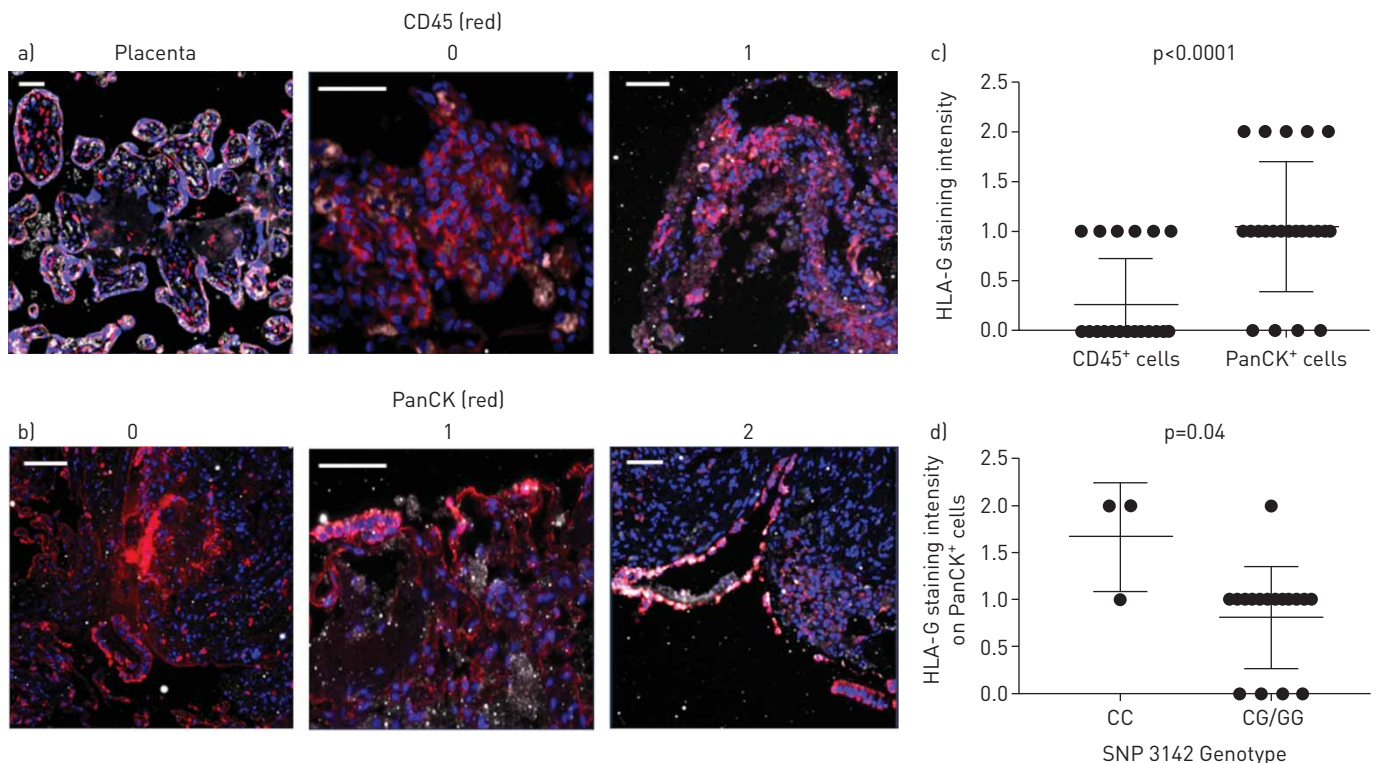 CD45 (red)
a) Placenta 0 1
PanCK (red)
b) 0 1 2
c) p<0.0001
2.5
2.0
1.5
1.0
0.5
0.0
HLA-G staining intensity
CD45⁺ cells PanCK⁺ cells
d) p=0.04
2.5
2.0
1.5
1.0
0.5
0.0
HLA-G staining intensity
on PanCK⁺ cells
CC CG/GG
SNP 3142 Genotype